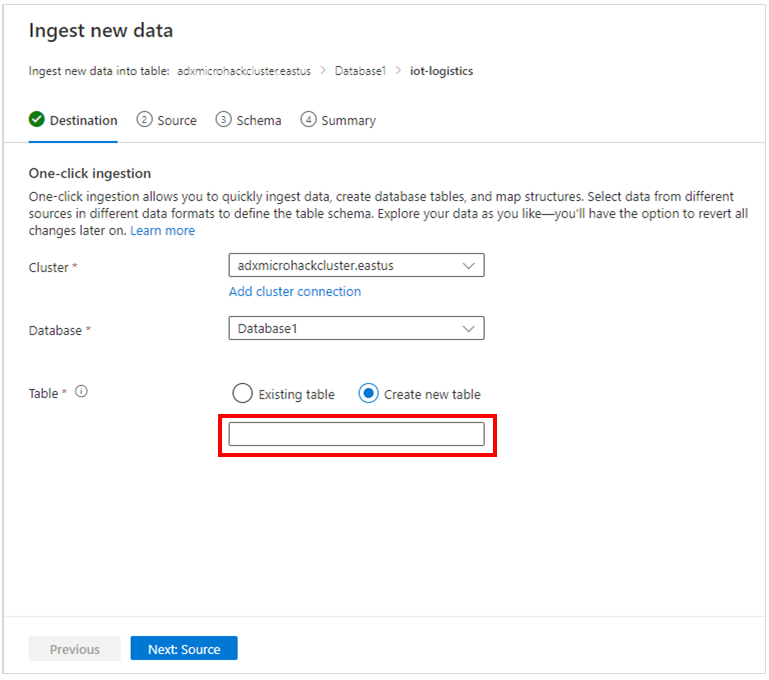 Ingest new data
Ingest new data into table: adxmicrohackcluster.eastus > Database1 > iot-logistics
Destination 2 Source 3 Schema 4 Summary
One-click ingestion
One-click ingestion allows you to quickly ingest data, create database tables, and map structures. Select data from different
sources in different data formats to define the table schema. Explore your data as you like—you'll have the option to revert all
changes later on. Learn more
Cluster * adxmicrohackcluster.eastus
Add cluster connection
Database * Database1
Table * Existing table Create new table
Previous Next: Source